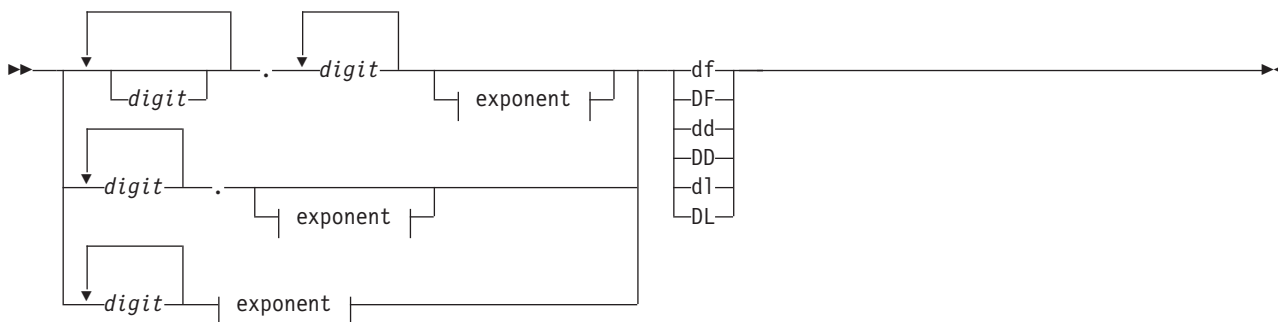 . digit df
digit exponent DF
dd
DD
digit . dl
exponent DL
digit exponent